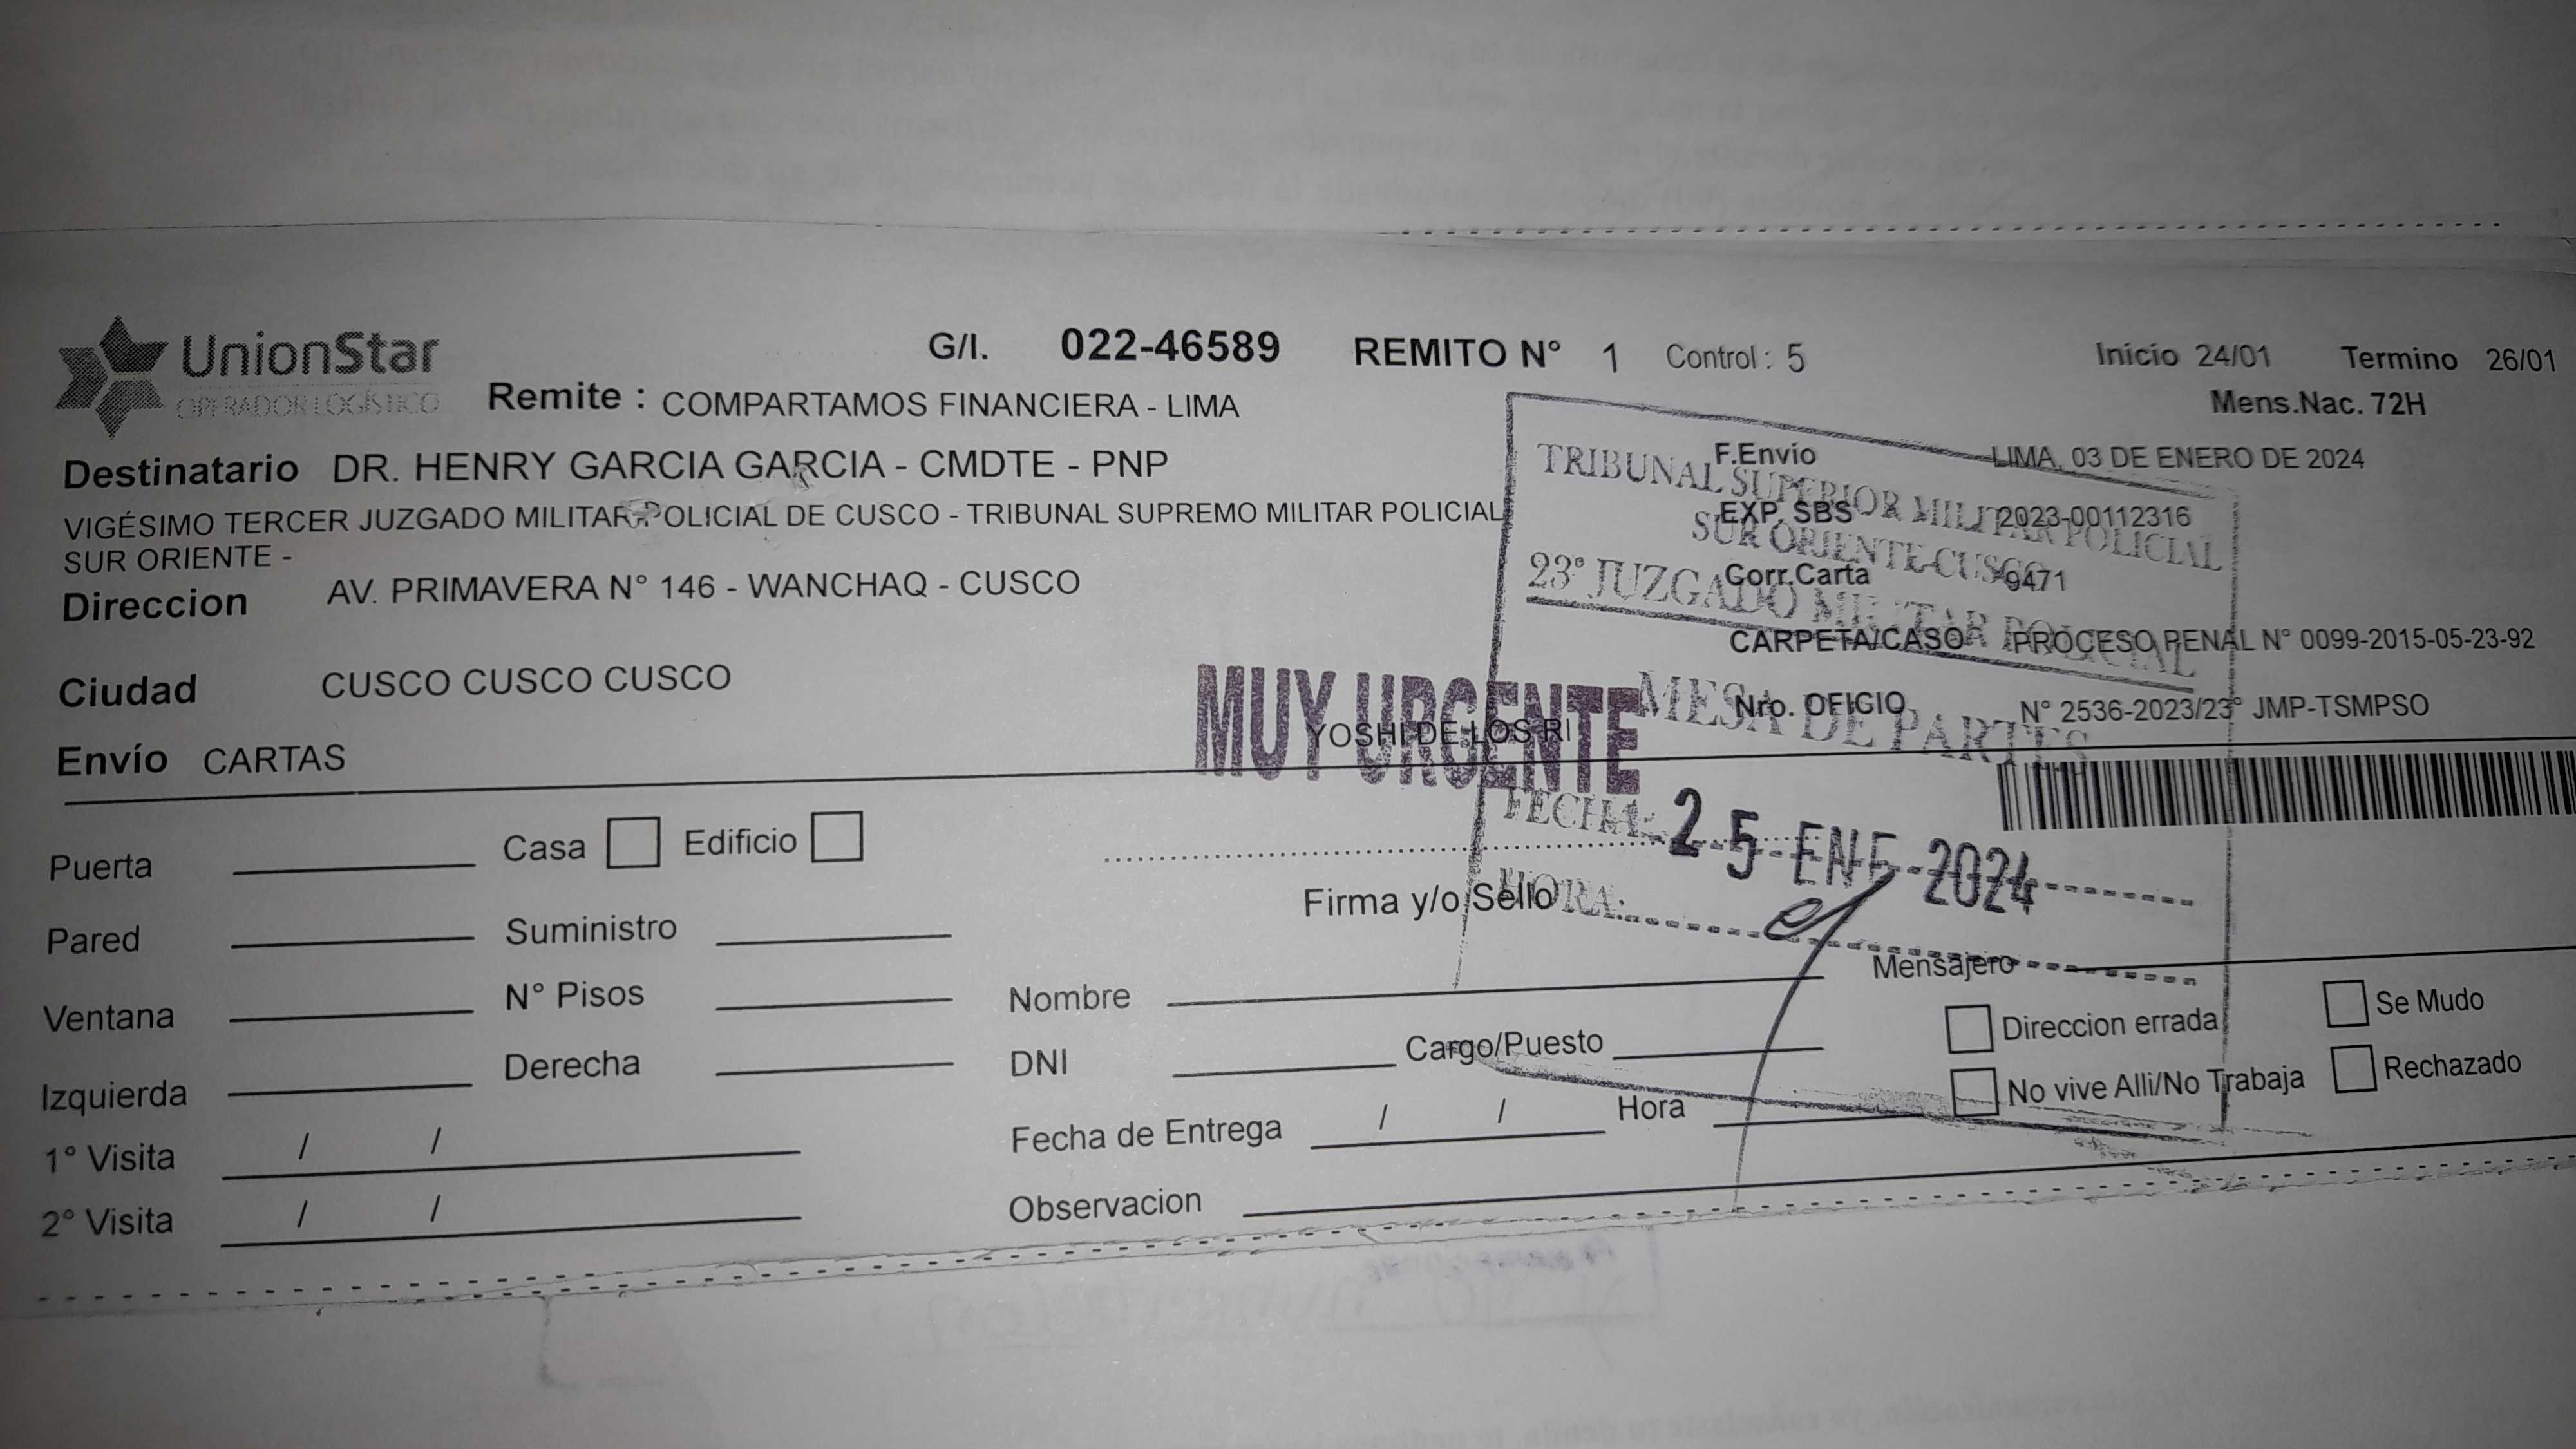 UnionStar
OPERADOR LOGÍSTICO
G/I. 022-46589 REMITO N° 1 Control : 5 Inicio 24/01 Termino 26/01
Mens.Nac. 72H
Remite : COMPARTAMOS FINANCIERA - LIMA
Destinatario DR. HENRY GARCIA GARCIA - CMDTE - PNP
VIGÉSIMO TERCER JUZGADO MILITAR POLICIAL DE CUSCO - TRIBUNAL SUPREMO MILITAR POLICIAL
SUR ORIENTE -
Direccion AV. PRIMAVERA N° 146 - WANCHAQ - CUSCO
Ciudad CUSCO CUSCO CUSCO
Envío CARTAS
F.Envio LIMA, 03 DE ENERO DE 2024
EXP. SBS 2023-00112316
Corr.Carta 9471
CARPETA/CASO PROCESO PENAL N° 0099-2015-05-23-92
Nro. OFICIO N° 2536-2023/23° JMP-TSMPSO
YOSHI DE LOS RI
MUY URGENTE
TRIBUNAL SUPERIOR MILITAR POLICIAL
SUR ORIENTE-CUSCO
23° JUZGADO MILITAR POLICIAL
MESA DE PARTES
FECHA: 25 ENE 2024
HORA:
Puerta Casa Edificio
Pared Suministro
Ventana N° Pisos
Izquierda Derecha
1° Visita / /
2° Visita / /
Firma y/o Sello
Mensajero
Nombre
DNI Cargo/Puesto
Fecha de Entrega / / Hora
Observacion
Direccion errada Se Mudo
No vive Alli/No Trabaja Rechazado